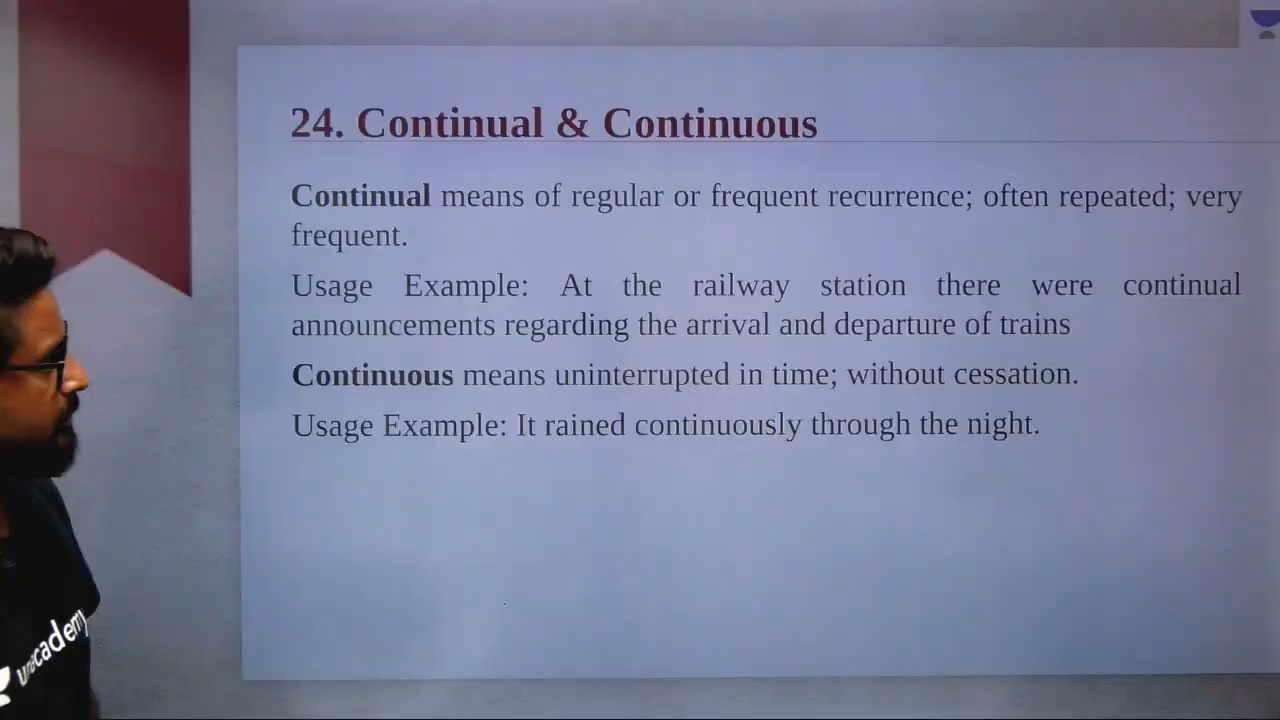 24. Continual & Continuous
Continual means of regular or frequent recurrence; often repeated; very
frequent.
Usage Example: At the railway station there were continual
announcements regarding the arrival and departure of trains
Continuous means uninterrupted in time; without cessation.
Usage Example: It rained continuously through the night.
unacademy